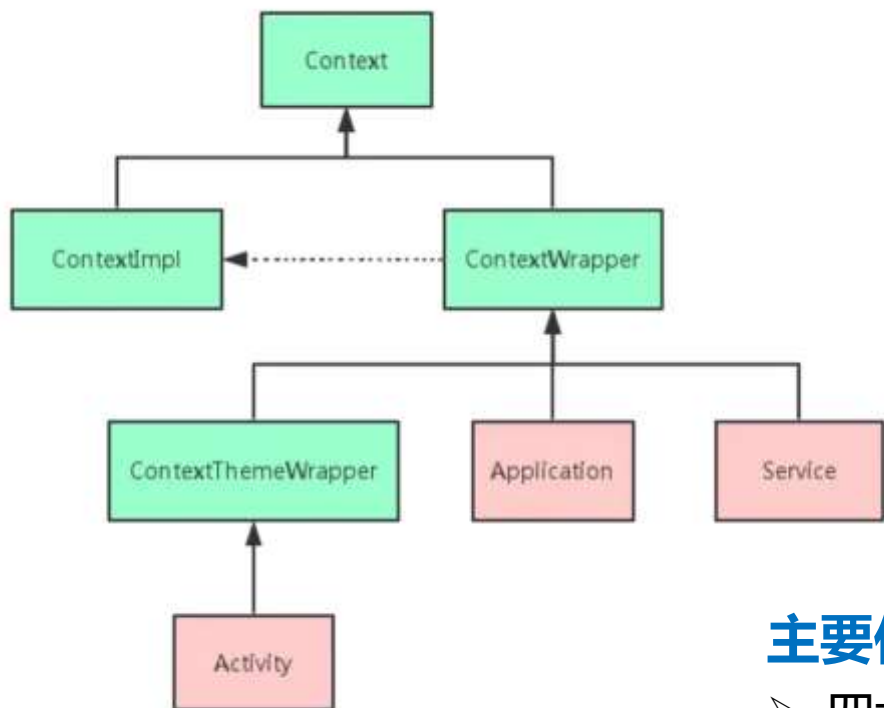 Context
ContextImpl
ContextWrapper
ContextThemeWrapper
Application
Service
Activity
主要